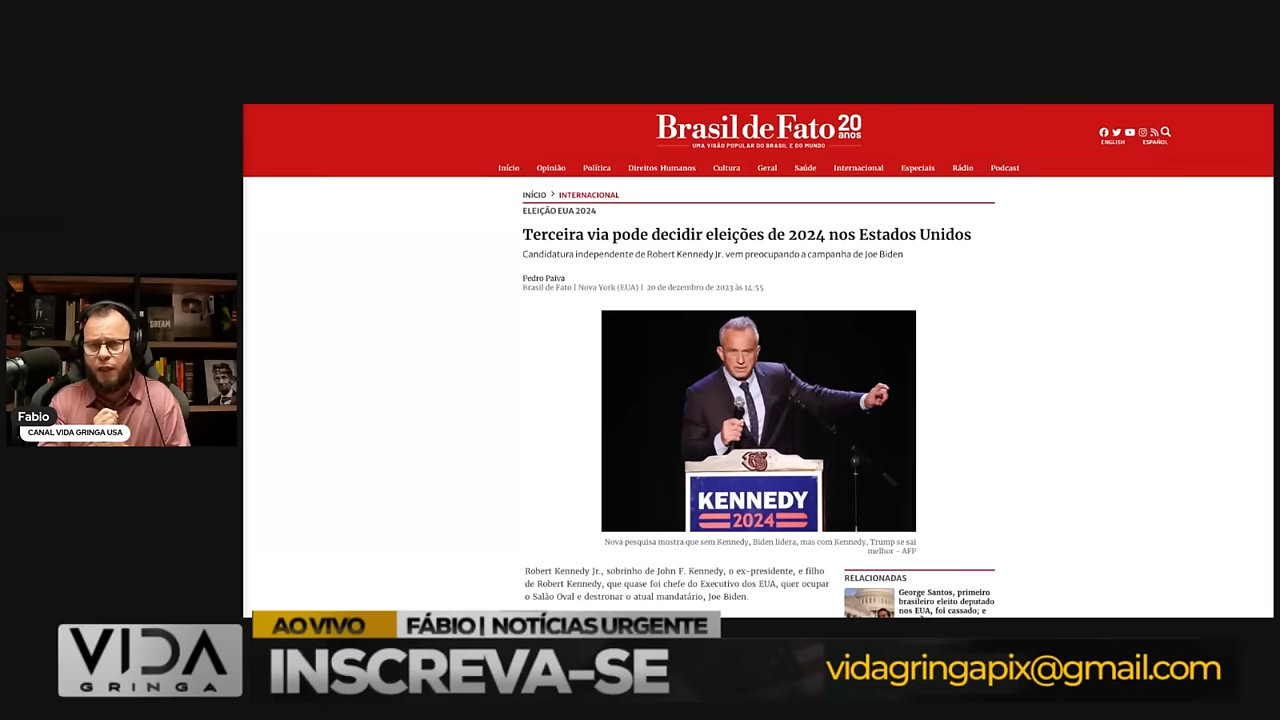 Brasil de Fato 20 anos
UMA VISÃO POPULAR DO BRASIL E DO MUNDO
ENGLISH ESPAÑOL
Início Opinião Política Direitos Humanos Cultura Geral Saúde Internacional Especiais Rádio Podcast
INÍCIO > INTERNACIONAL
ELEIÇÃO EUA 2024
Terceira via pode decidir eleições de 2024 nos Estados Unidos
Candidatura independente de Robert Kennedy Jr. vem preocupando a campanha de Joe Biden
Pedro Paiva
Brasil de Fato | Nova York (EUA) | 20 de dezembro de 2023 às 14:55
DREAM
KENNEDY
2024
Fabio
CANAL VIDA GRINGA USA
Nova pesquisa mostra que sem Kennedy, Biden lidera, mas com Kennedy, Trump se sai
melhor - AFP
Robert Kennedy Jr., sobrinho de John F. Kennedy, o ex-presidente, e filho
de Robert Kennedy, que quase foi chefe do Executivo dos EUA, quer ocupar
o Salão Oval e destronar o atual mandatário, Joe Biden.
RELACIONADAS
George Santos, primeiro
brasileiro eleito deputado
nos EUA, foi cassado; e
AO VIVO FÁBIO | NOTÍCIAS URGENTE
VIDA
GRINGA
INSCREVA-SE
vidagringapix@gmail.com